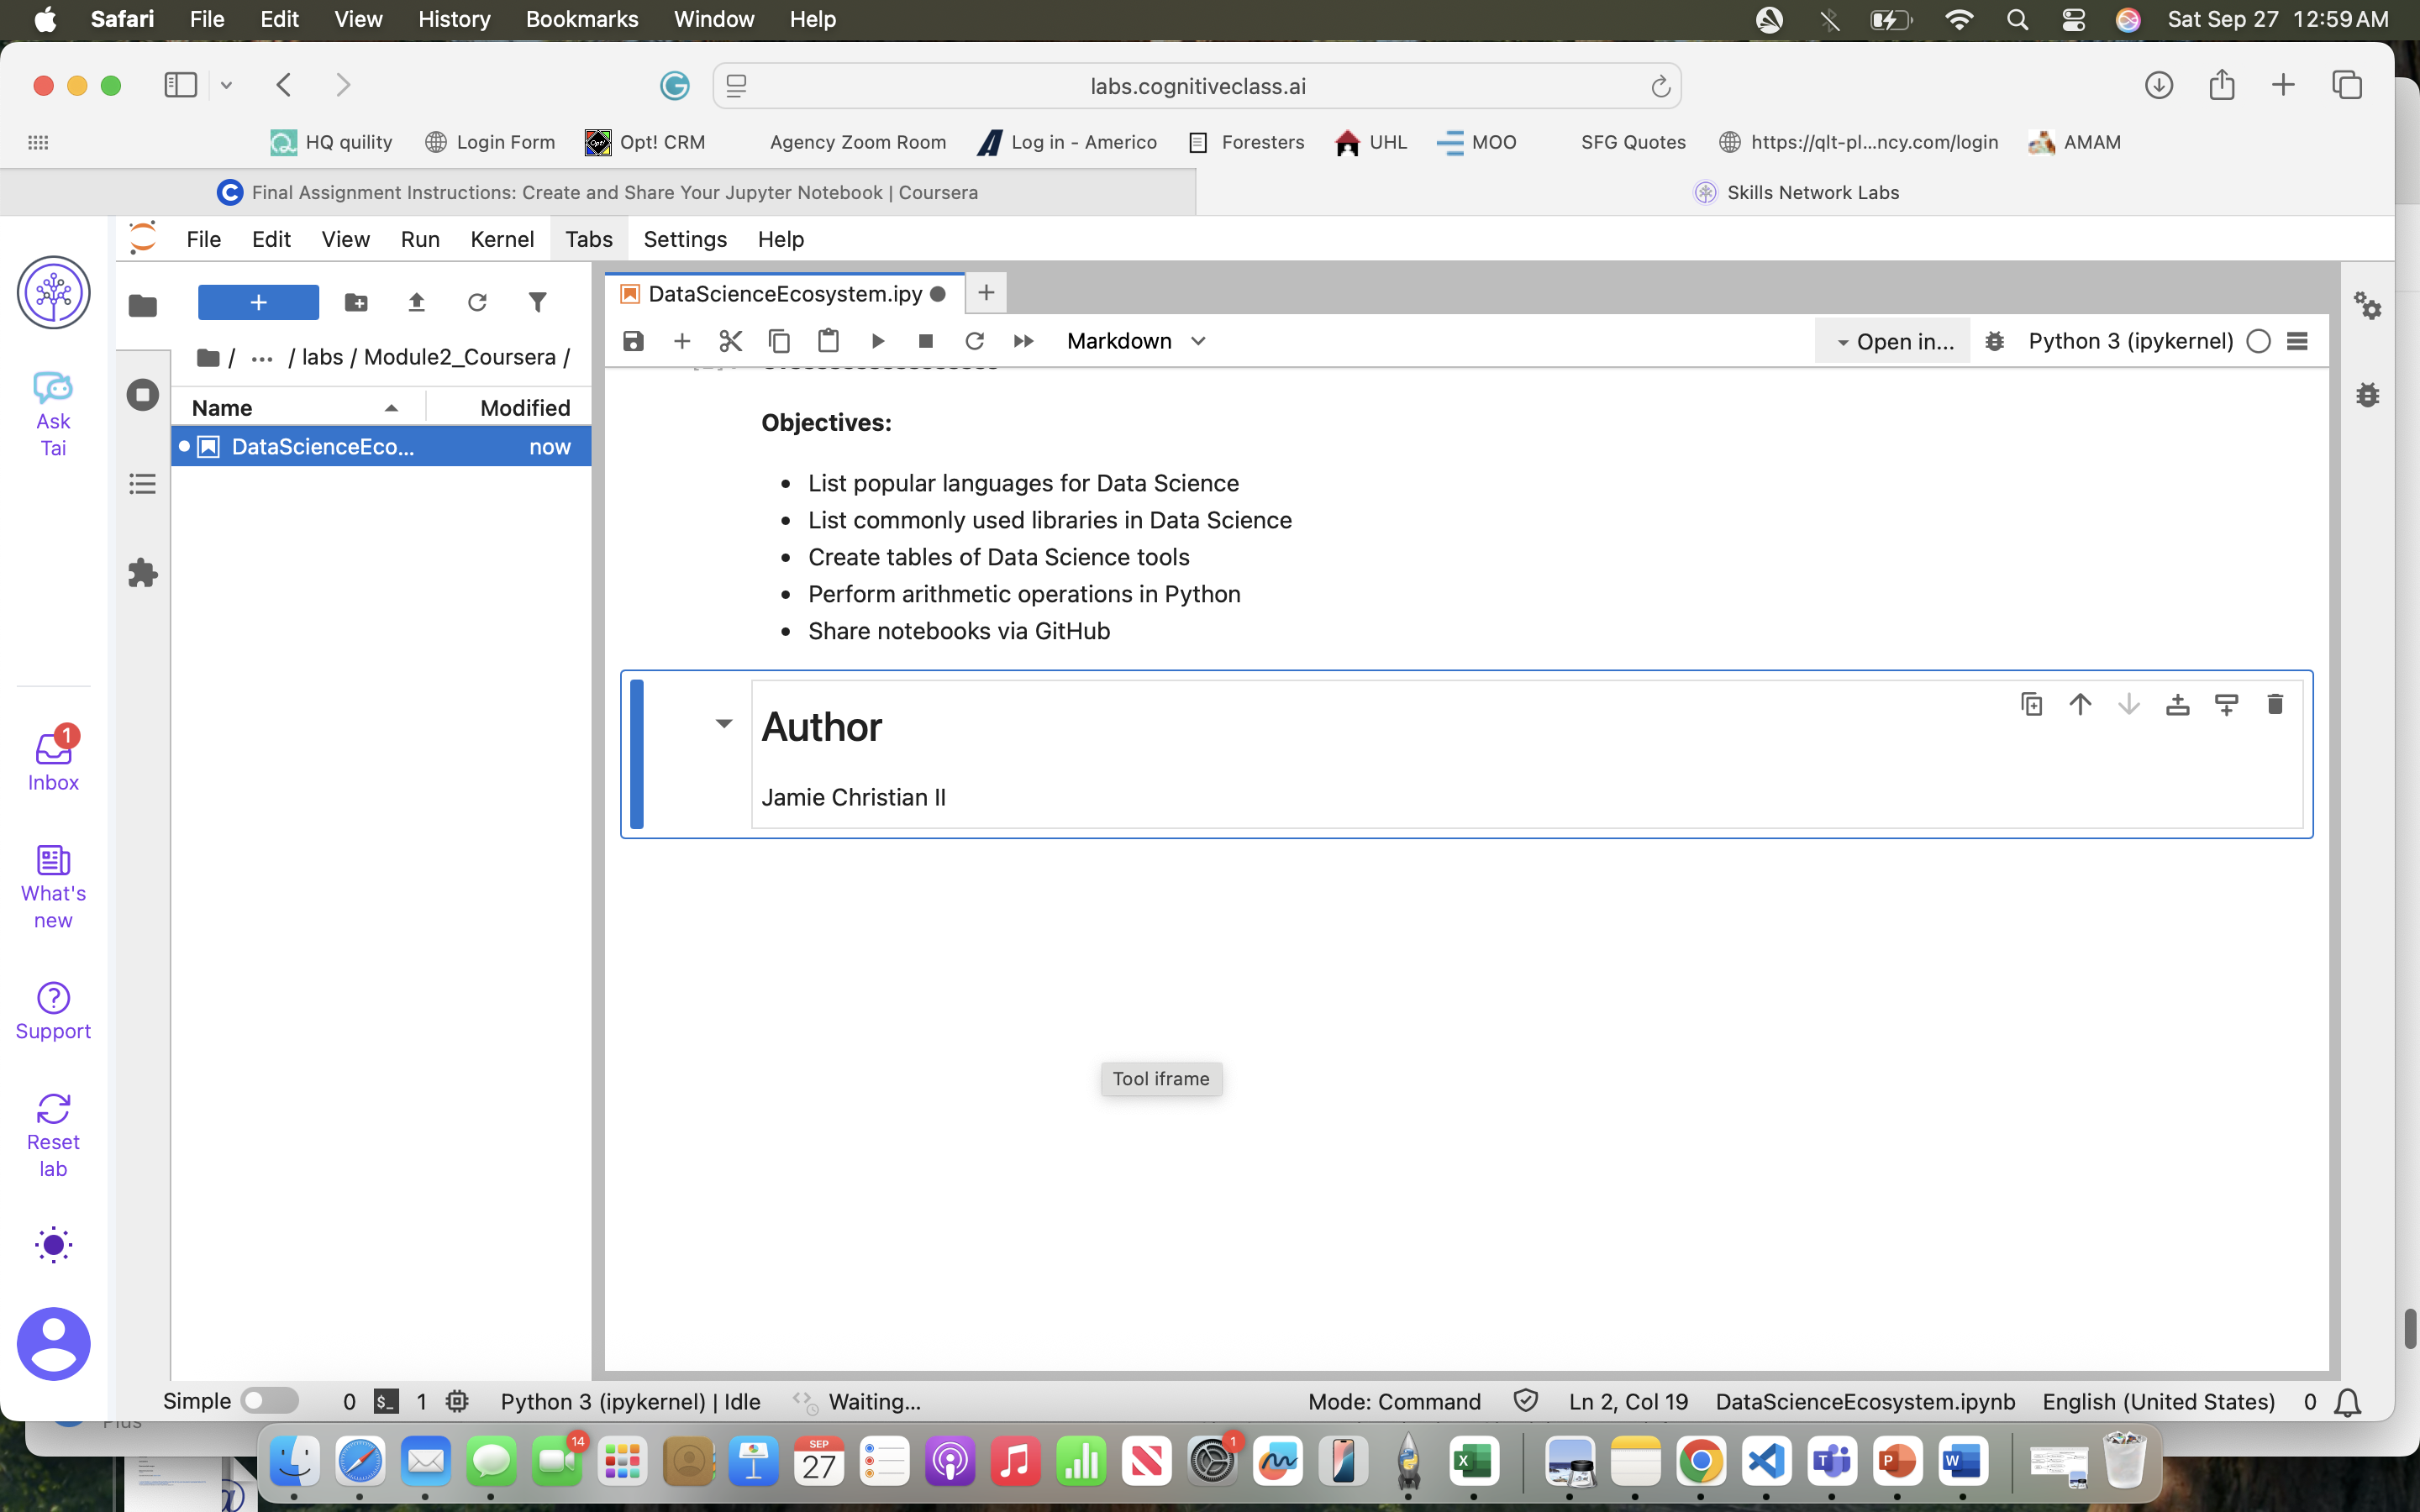 Safari File Edit View History Bookmarks Window Help Sat Sep 27 12:59 AM
labs.cognitiveclass.ai
HQ quility Login Form Opt! CRM Agency Zoom Room Log in - Americo Foresters UHL MOO SFG Quotes https://qlt-pl...ncy.com/login AMAM
Final Assignment Instructions: Create and Share Your Jupyter Notebook | Coursera Skills Network Labs
File Edit View Run Kernel Tabs Settings Help
DataScienceEcosystem.ipy
Markdown Open in... Python 3 (ipykernel)
/ ... / labs / Module2_Coursera /
Name Modified
DataScienceEco... now
Ask
Tai
Inbox
1
What's
new
Support
Reset
lab
Objectives:
• List popular languages for Data Science
• List commonly used libraries in Data Science
• Create tables of Data Science tools
• Perform arithmetic operations in Python
• Share notebooks via GitHub
Author
Jamie Christian II
Tool iframe
Simple 0 $_ 1 Python 3 (ipykernel) | Idle Waiting... Mode: Command Ln 2, Col 19 DataScienceEcosystem.ipynb English (United States) 0
14 SEP 27 1